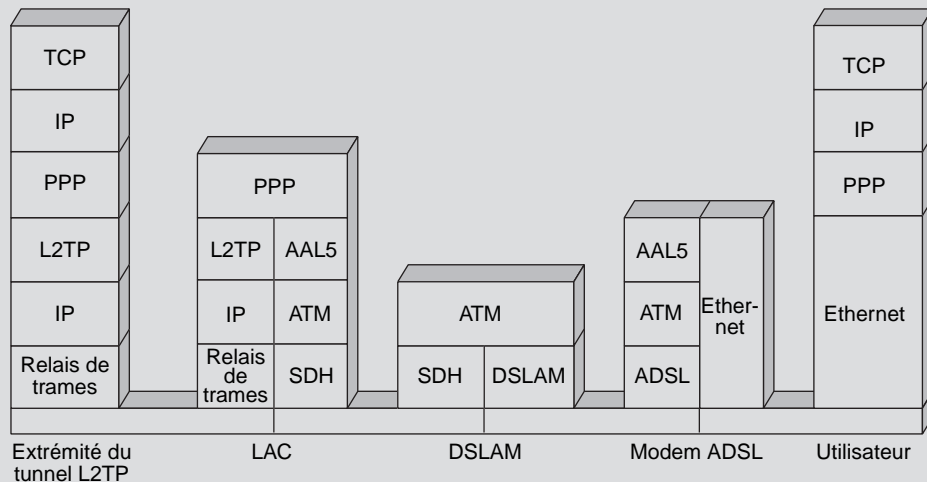 TCP
IP
PPP
L2TP
IP
Relais de
trames
PPP
L2TP
AAL5
IP
ATM
Relais
de
trames
SDH
ATM
SDH
DSLAM
AAL5
ATM
ADSL
Ether-
net
TCP
IP
PPP
Ethernet
Extrémité du
tunnel L2TP
LAC
DSLAM
Modem ADSL
Utilisateur